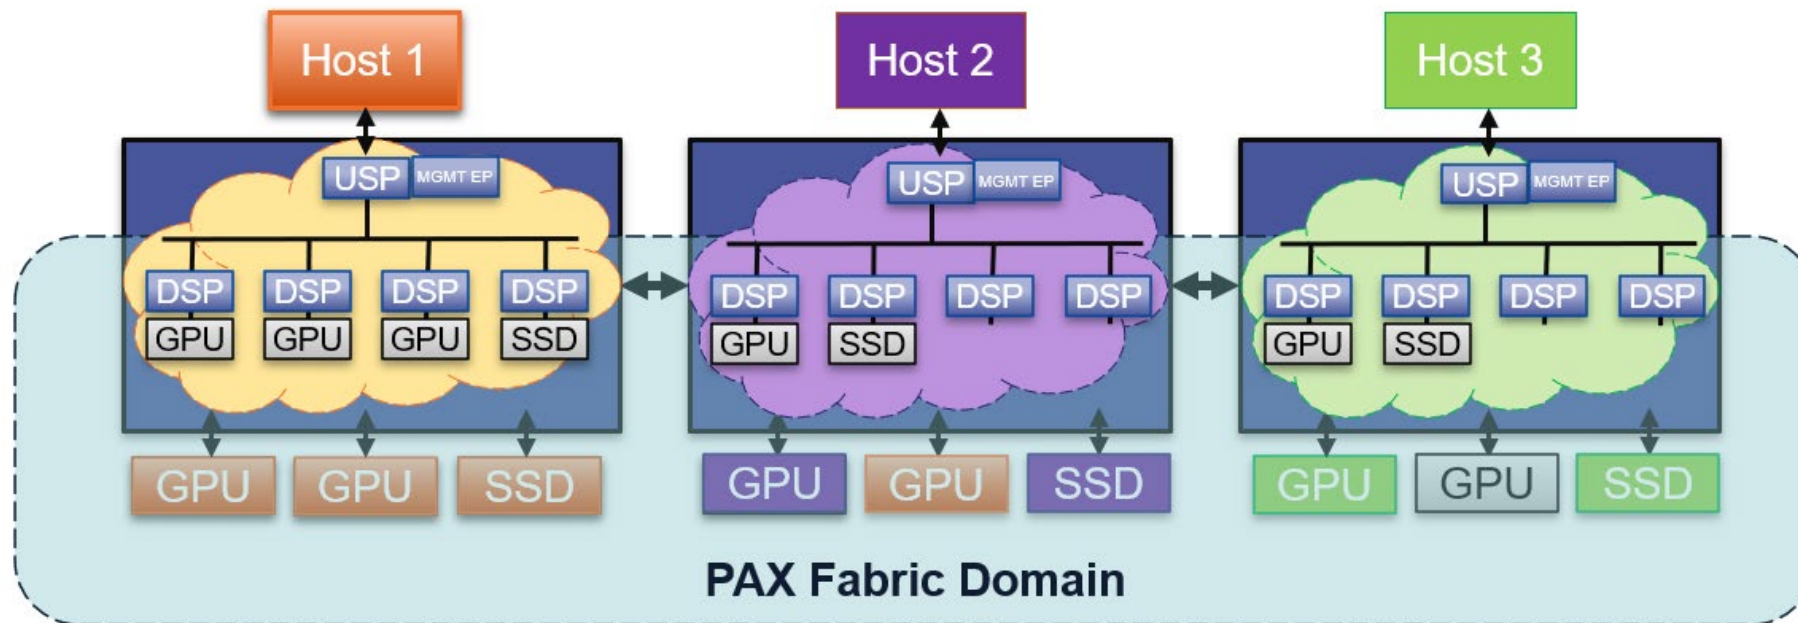 Host 1
Host 2
Host 3
USP MGMT EP
USP MGMT EP
USP MGMT EP
DSP DSP DSP DSP
DSP DSP DSP DSP
DSP DSP DSP DSP
GPU GPU GPU SSD
GPU SSD
GPU SSD
GPU GPU SSD
GPU GPU SSD
GPU GPU SSD
PAX Fabric Domain